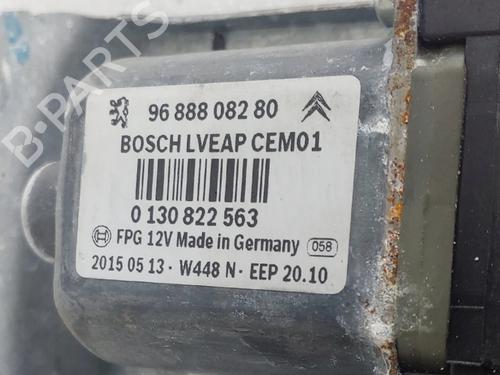 96 888 082 80
BOSCH LVEAP CEM01
0 130 822 563
FPG 12V Made in Germany 058
2015 05 13 · W448 N · EEP 20.10
B-PARTS